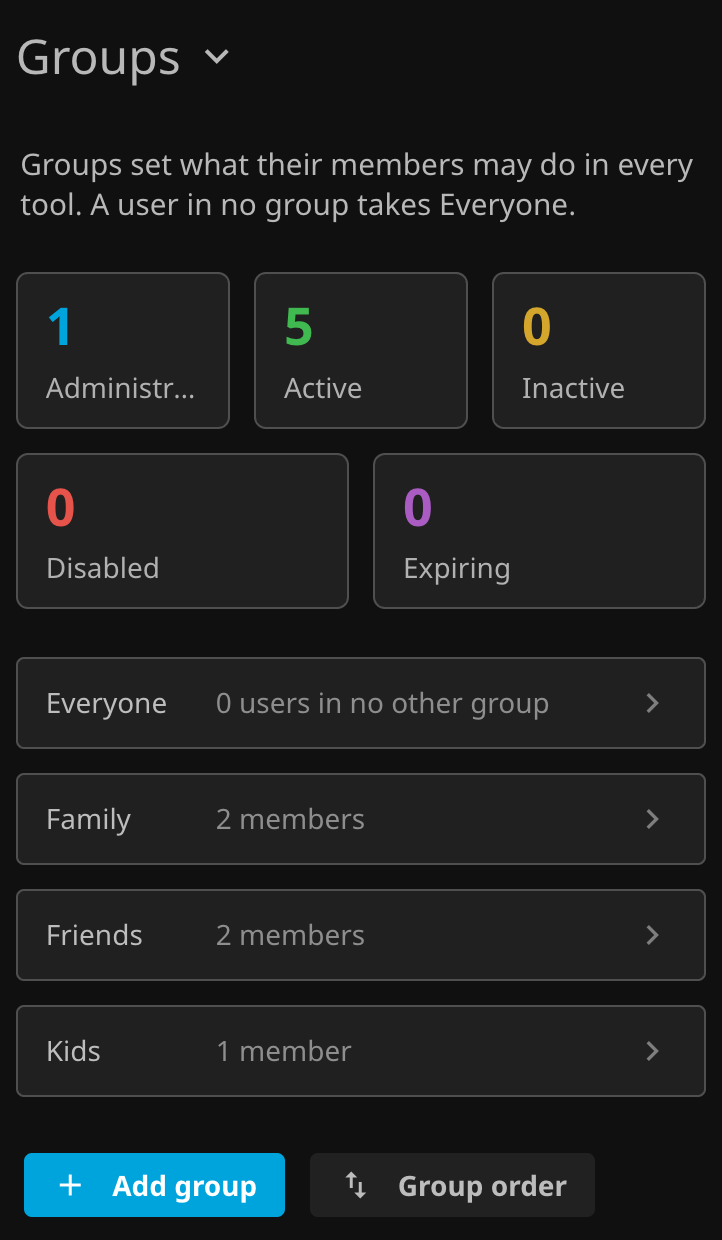 Groups
Groups set what their members may do in every
tool. A user in no group takes Everyone.
1
Administr...
5
Active
0
Inactive
0
Disabled
0
Expiring
Everyone 0 users in no other group
Family 2 members
Friends 2 members
Kids 1 member
Add group
Group order